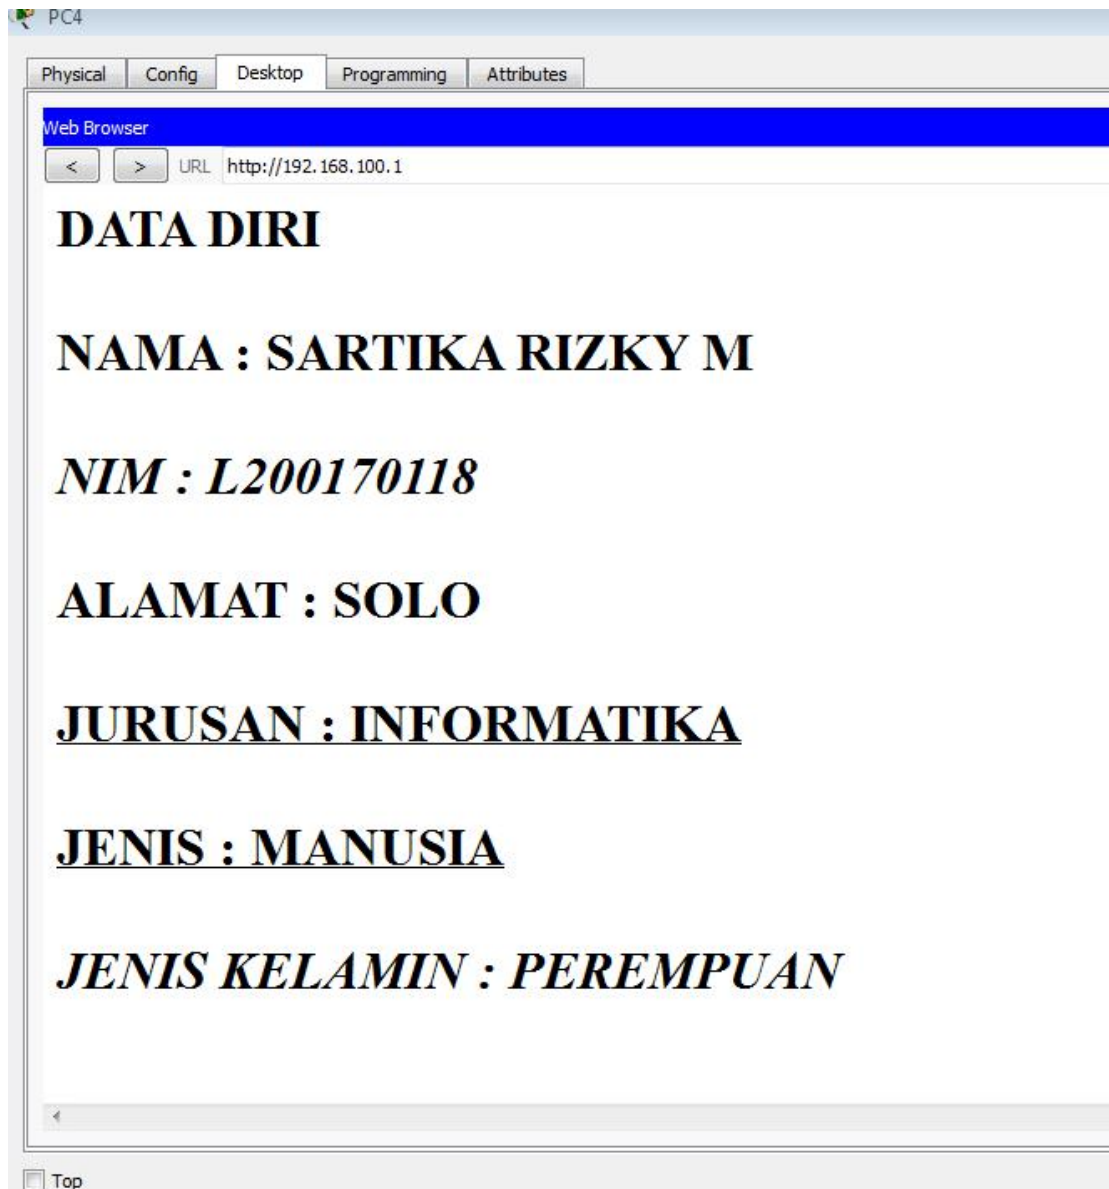 PC4
Physical Config Desktop Programming Attributes
Web Browser
< > URL http://192.168.100.1
DATA DIRI
NAMA : SARTIKA RIZKY M
NIM : L200170118
ALAMAT : SOLO
JURUSAN : INFORMATIKA
JENIS : MANUSIA
JENIS KELAMIN : PEREMPUAN
Top